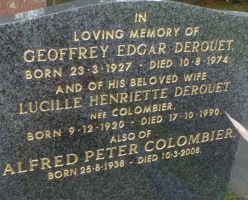 IN
LOVING MEMORY OF
GEOFFREY EDGAR DEROUET.
BORN 23·3·1927 – DIED 10·8·1974.
AND OF HIS BELOVED WIFE
LUCILLE HENRIETTE DEROUET
NÉE COLOMBIER.
BORN 9·12·1920 – DIED 17·10·1990.
ALSO OF
ALFRED PETER COLOMBIER
BORN 25·8·1938 – DIED 10·3·2008.